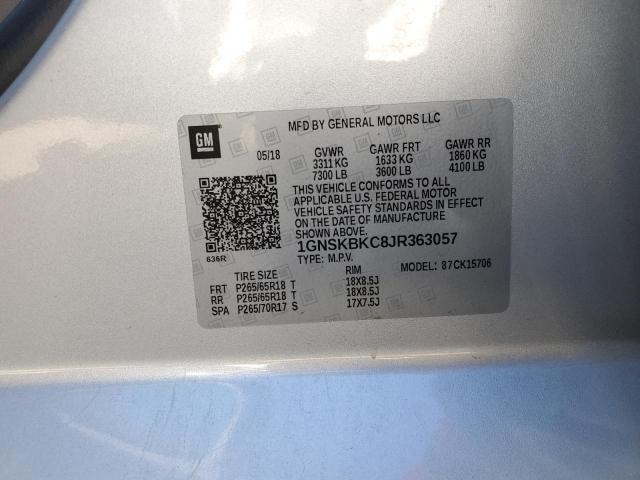 GM
MFD BY GENERAL MOTORS LLC
05/18 GVWR GAWR FRT GAWR RR
3311 KG 1633 KG 1860 KG
7300 LB 3600 LB 4100 LB
THIS VEHICLE CONFORMS TO ALL
APPLICABLE U.S. FEDERAL MOTOR
VEHICLE SAFETY STANDARDS IN EFFECT
ON THE DATE OF MANUFACTURE
SHOWN ABOVE.
1GNSKBKC8JR363057
636R
TYPE: M.P.V. MODEL: 87CK15706
TIRE SIZE RIM
FRT P265/65R18 T 18X8.5J
RR P265/65R18 T 18X8.5J
SPA P265/70R17 S 17X7.5J